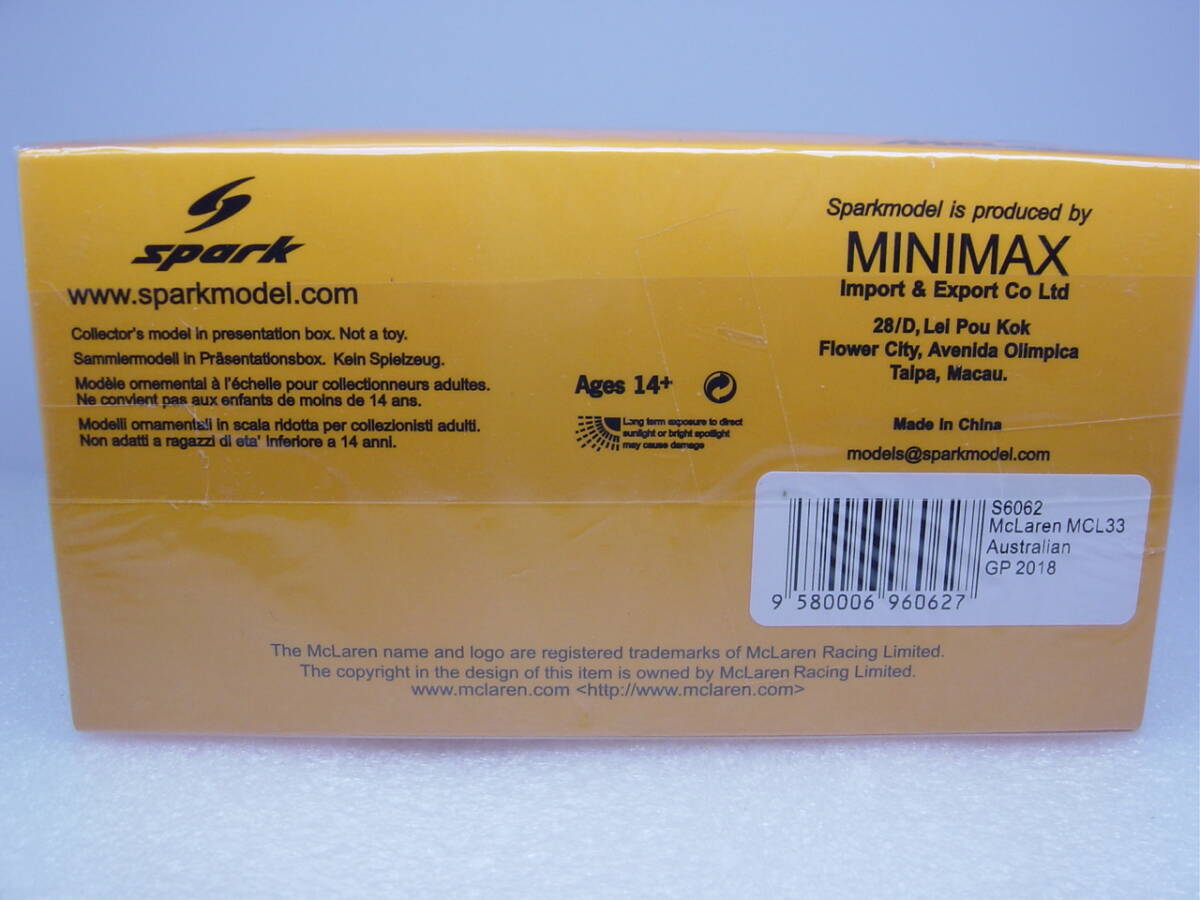 spark
www.sparkmodel.com
Collector's model in presentation box. Not a toy.
Sammlermodell in Präsentationsbox. Kein Spielzeug.
Modèle ornemental à l'échelle pour collectionneurs adultes.
Ne convient pas aux enfants de moins de 14 ans.
Modelli ornamentali in scala ridotta per collezionisti adulti.
Non adatti a ragazzi di eta' inferiore a 14 anni.
Ages 14+
Long term exposure to direct
sunlight or bright spotlight
may cause damage
Sparkmodel is produced by
MINIMAX
Import & Export Co Ltd
28/D, Lei Pou Kok
Flower City, Avenida Olimpica
Taipa, Macau.
Made in China
models@sparkmodel.com
S6062
McLaren MCL33
Australian
GP 2018
9 580006 960627
The McLaren name and logo are registered trademarks of McLaren Racing Limited.
The copyright in the design of this item is owned by McLaren Racing Limited.
www.mclaren.com <http://www.mclaren.com>